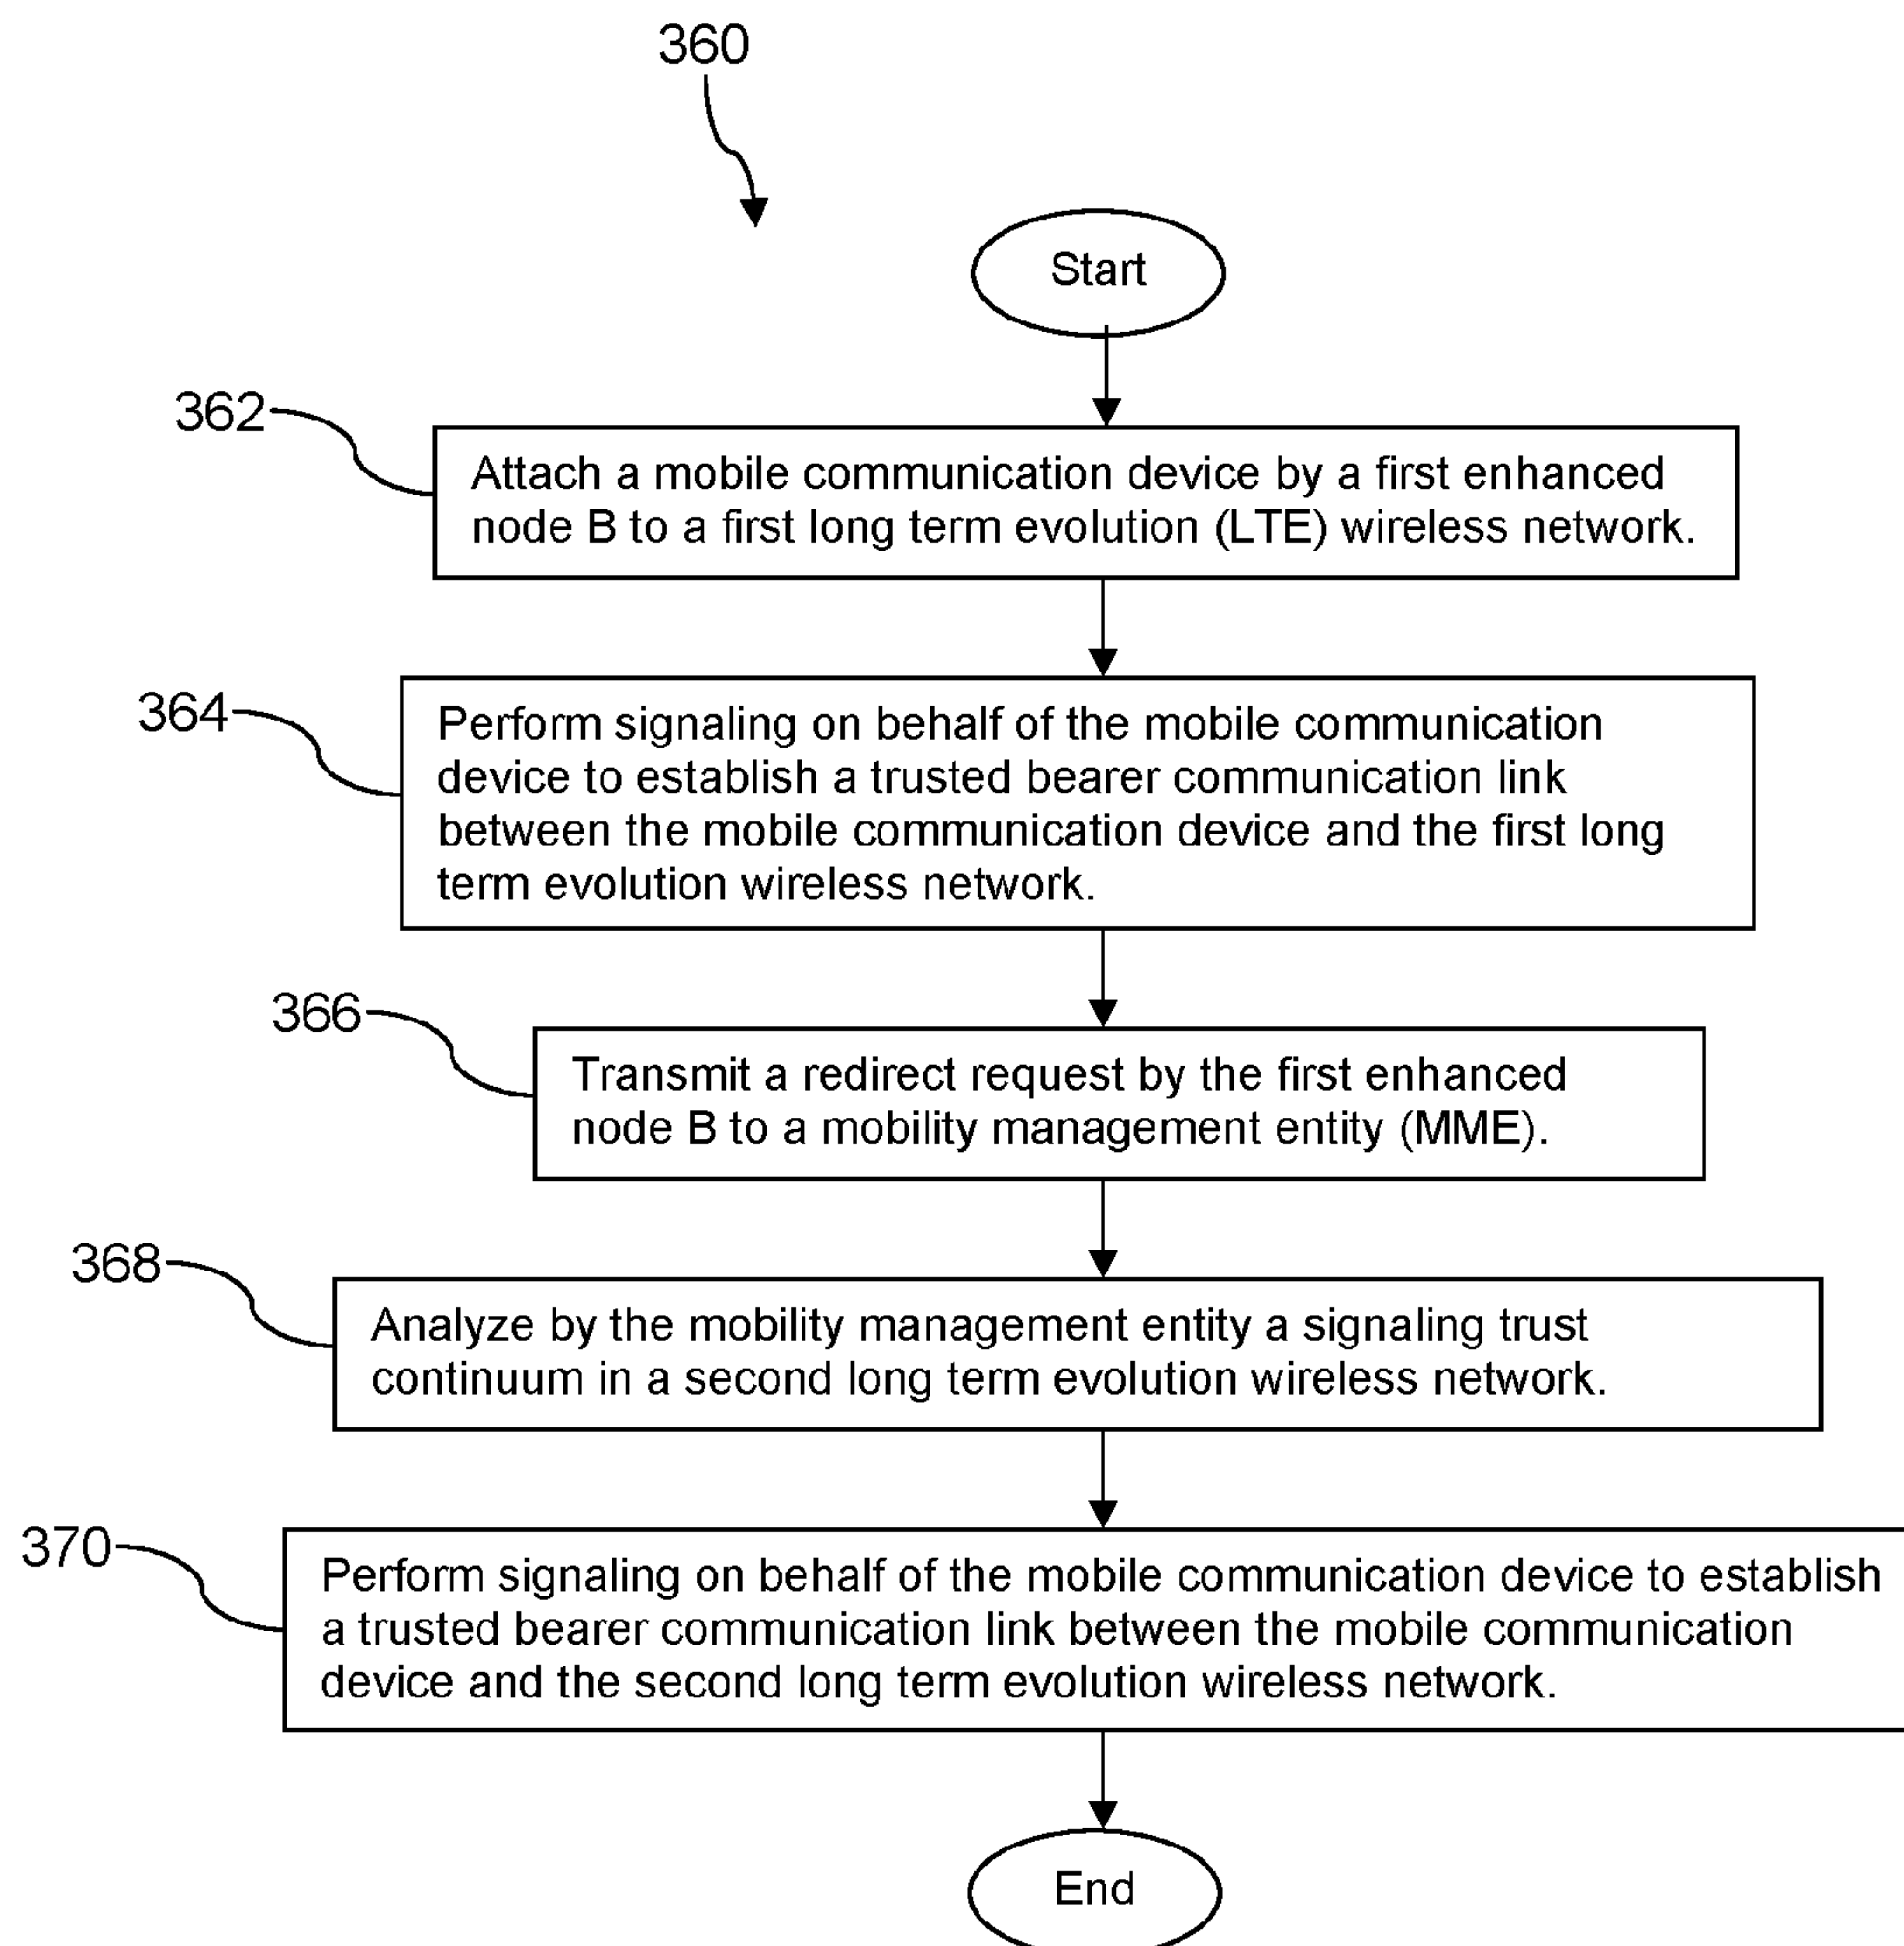 360
Start
362
Attach a mobile communication device by a first enhanced
node B to a first long term evolution (LTE) wireless network.
364
Perform signaling on behalf of the mobile communication
device to establish a trusted bearer communication link
between the mobile communication device and the first long
term evolution wireless network.
366
Transmit a redirect request by the first enhanced
node B to a mobility management entity (MME).
368
Analyze by the mobility management entity a signaling trust
continuum in a second long term evolution wireless network.
370
Perform signaling on behalf of the mobile communication device to establish
a trusted bearer communication link between the mobile communication
device and the second long term evolution wireless network.
End